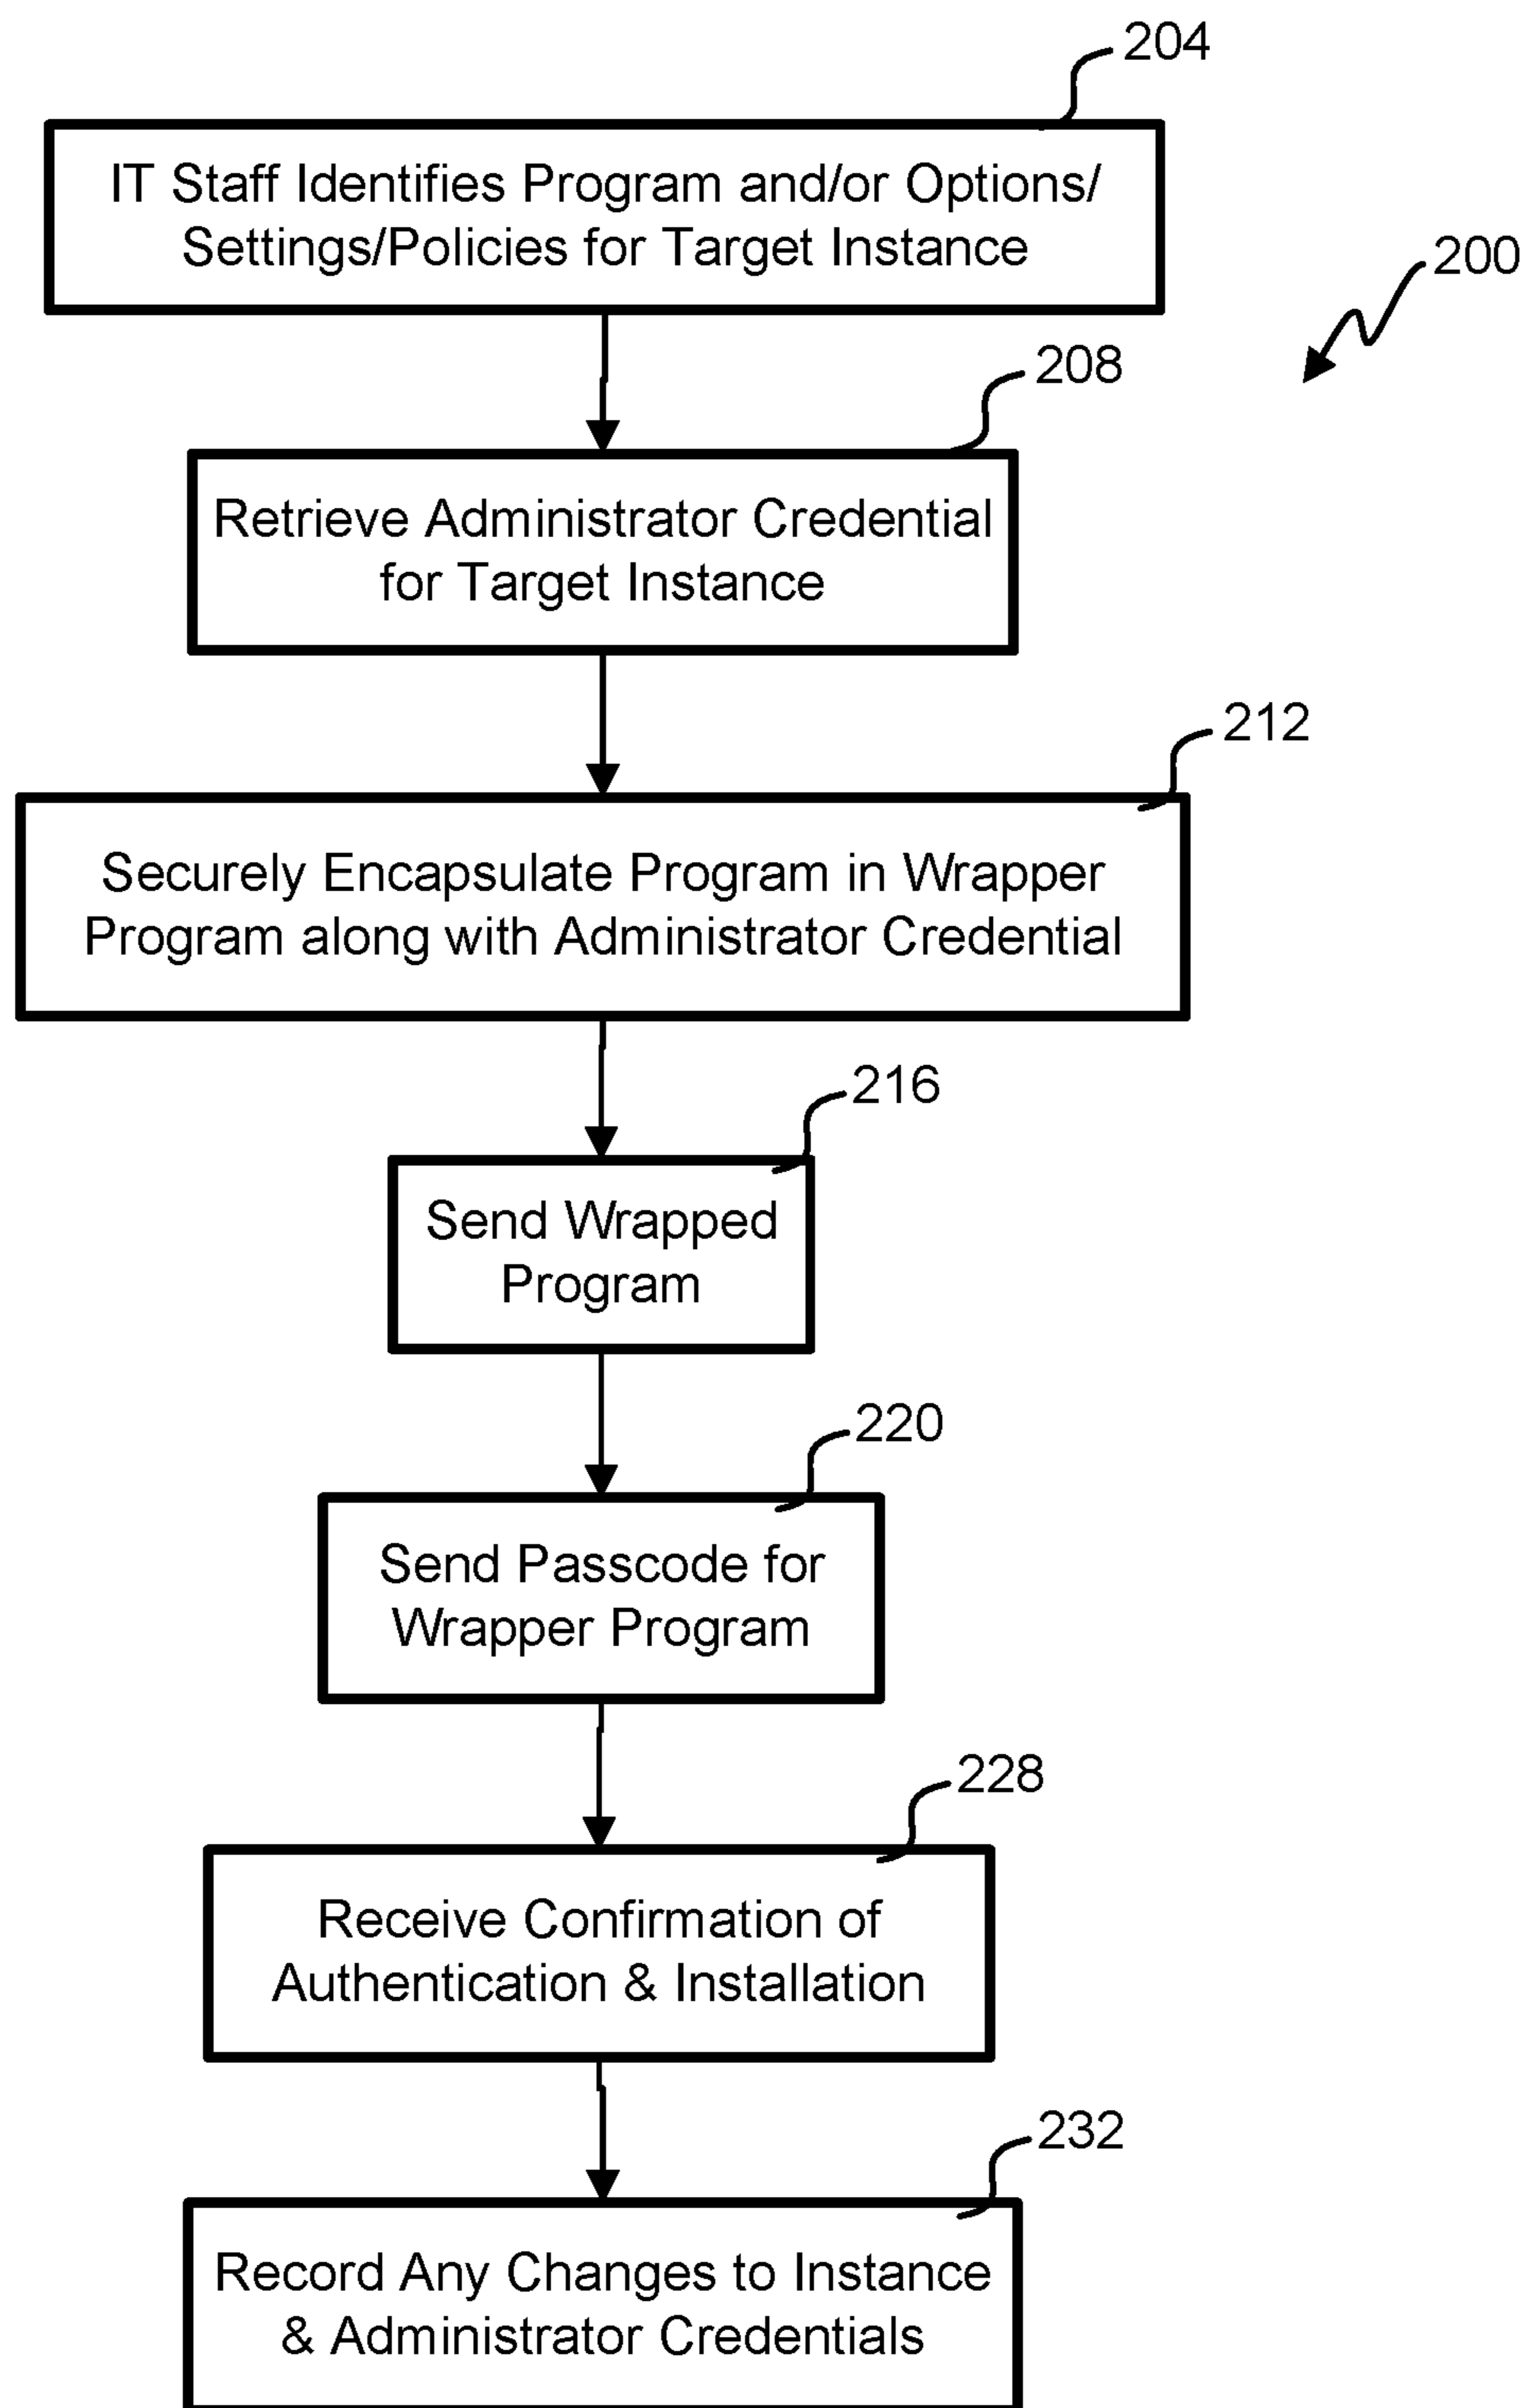 204
IT Staff Identifies Program and/or Options/
Settings/Policies for Target Instance
200
208
Retrieve Administrator Credential
for Target Instance
212
Securely Encapsulate Program in Wrapper
Program along with Administrator Credential
216
Send Wrapped
Program
220
Send Passcode for
Wrapper Program
228
Receive Confirmation of
Authentication & Installation
232
Record Any Changes to Instance
& Administrator Credentials